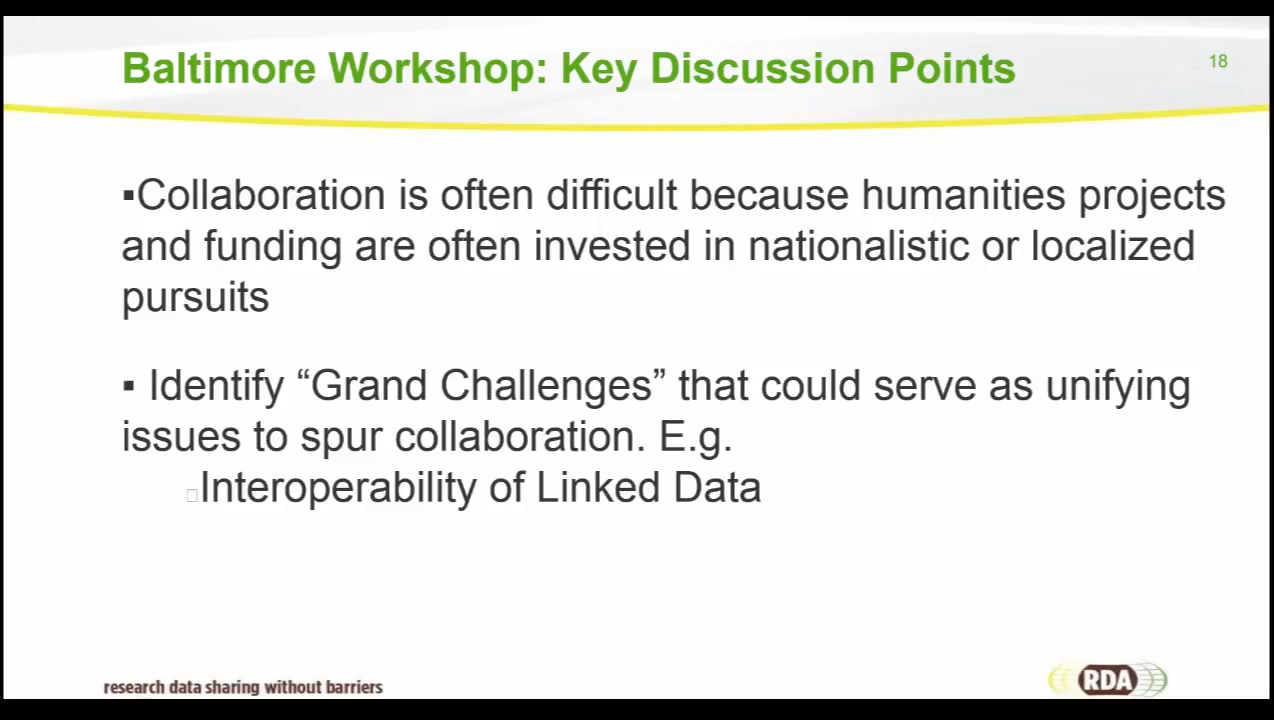 Baltimore Workshop: Key Discussion Points
18
▪Collaboration is often difficult because humanities projects
and funding are often invested in nationalistic or localized
pursuits
▪ Identify “Grand Challenges” that could serve as unifying
issues to spur collaboration. E.g.
□Interoperability of Linked Data
research data sharing without barriers
RDA